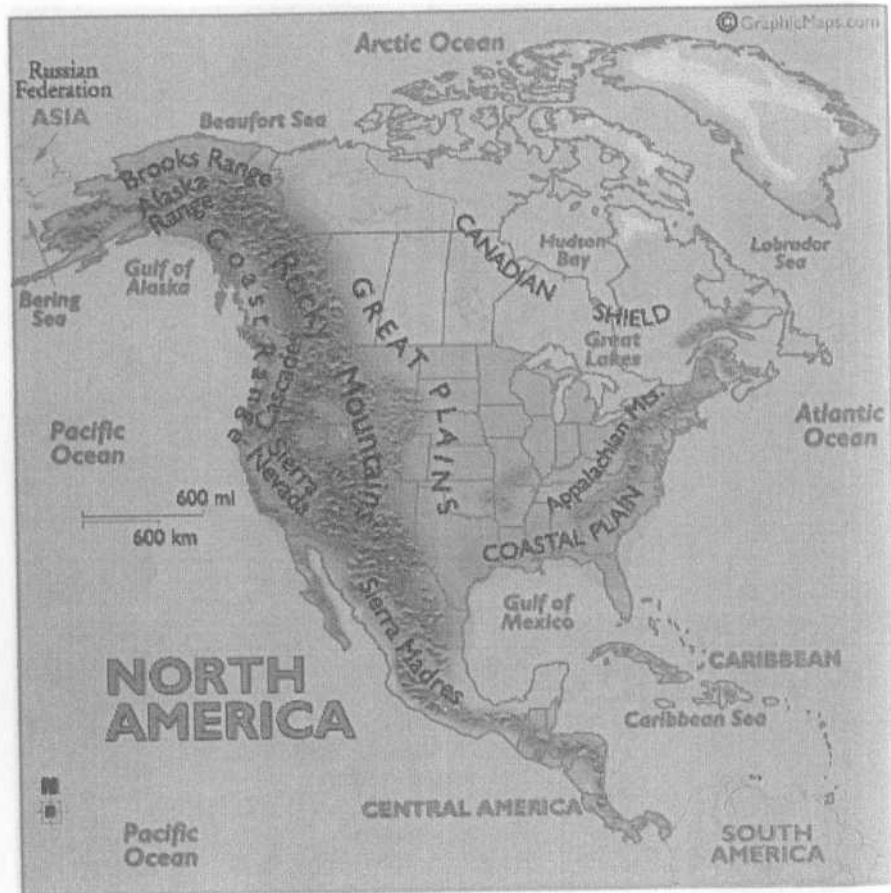 © GraphicMaps.com
Arctic Ocean
Russian
Federation
ASIA
Beaufort Sea
Brooks Range
Alaska
Range
Gulf of
Alaska
Bering
Sea
Coast Range
Rocky Mountain
Cascade
Sierra
Nevada
GREAT PLAINS
CANADIAN SHIELD
Hudson
Bay
Labrador
Sea
Great
Lakes
Appalachian Mts.
Atlantic
Ocean
Pacific
Ocean
600 mi
600 km
COASTAL PLAIN
Gulf of
Mexico
Sierra Madres
NORTH
AMERICA
CARIBBEAN
Caribbean Sea
N
CENTRAL AMERICA
Pacific
Ocean
SOUTH
AMERICA